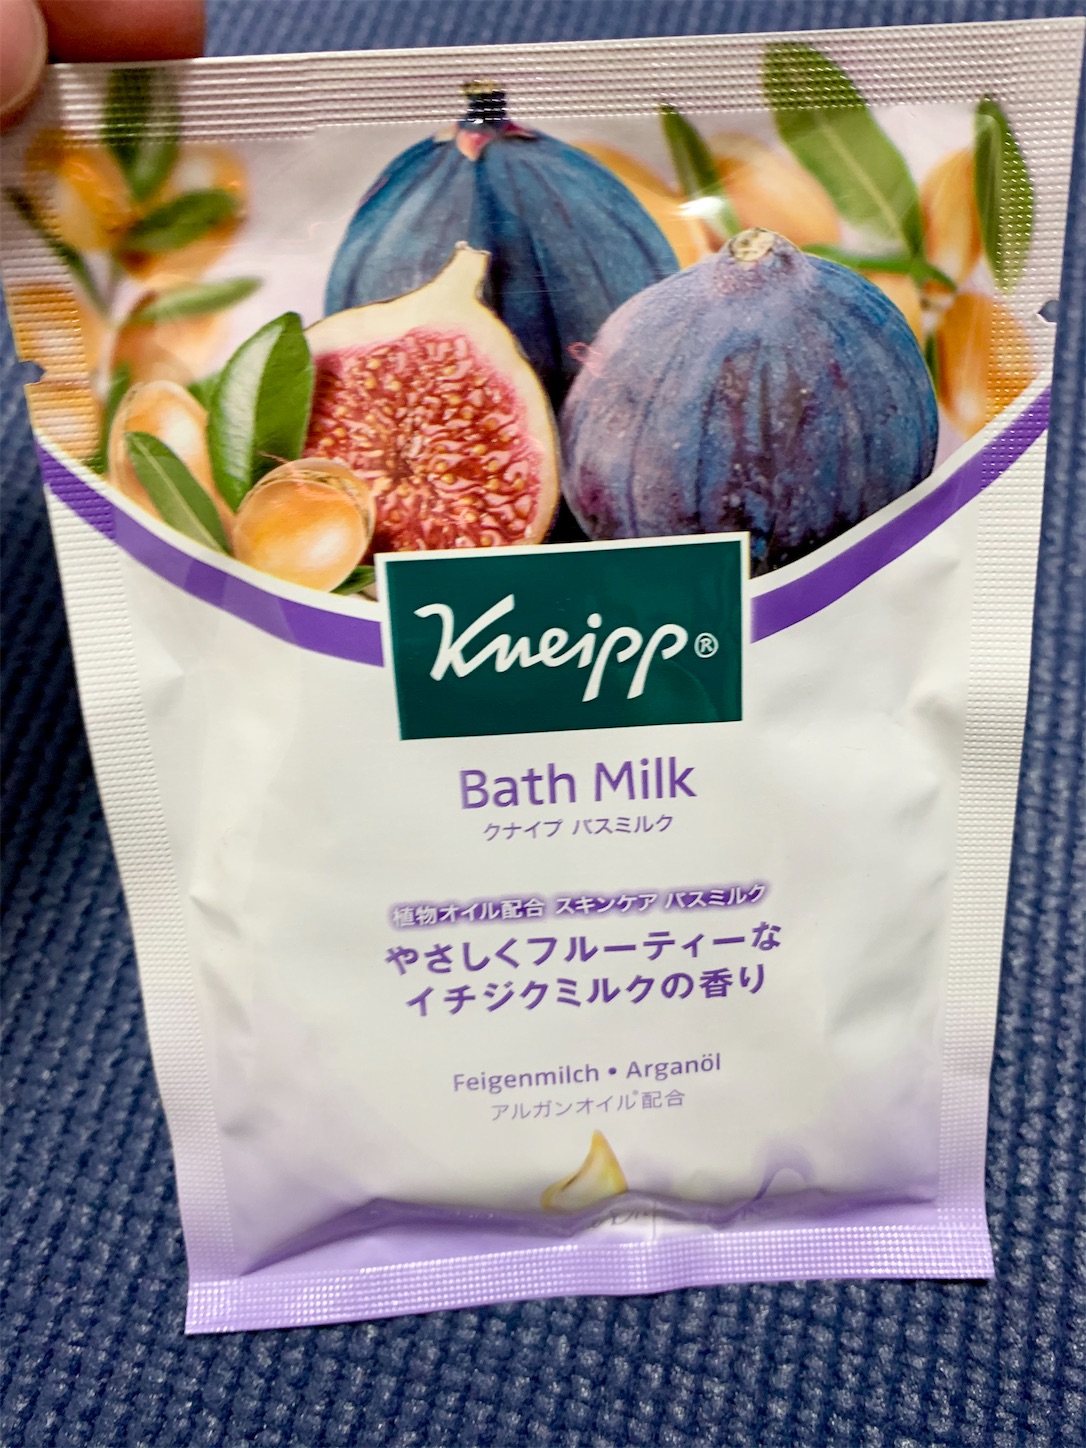 Kneipp®
Bath Milk
クナイプ バスミルク
植物オイル配合 スキンケア バスミルク
やさしくフルーティーな
イチジクミルクの香り
Feigenmilch • Arganöl
アルガンオイル*配合